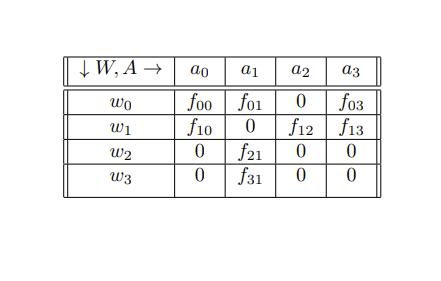 ↓ W, A → a₀ a₁ a₂ a₃
w₀ f₀₀ f₀₁ 0 f₀₃
w₁ f₁₀ 0 f₁₂ f₁₃
w₂ 0 f₂₁ 0 0
w₃ 0 f₃₁ 0 0